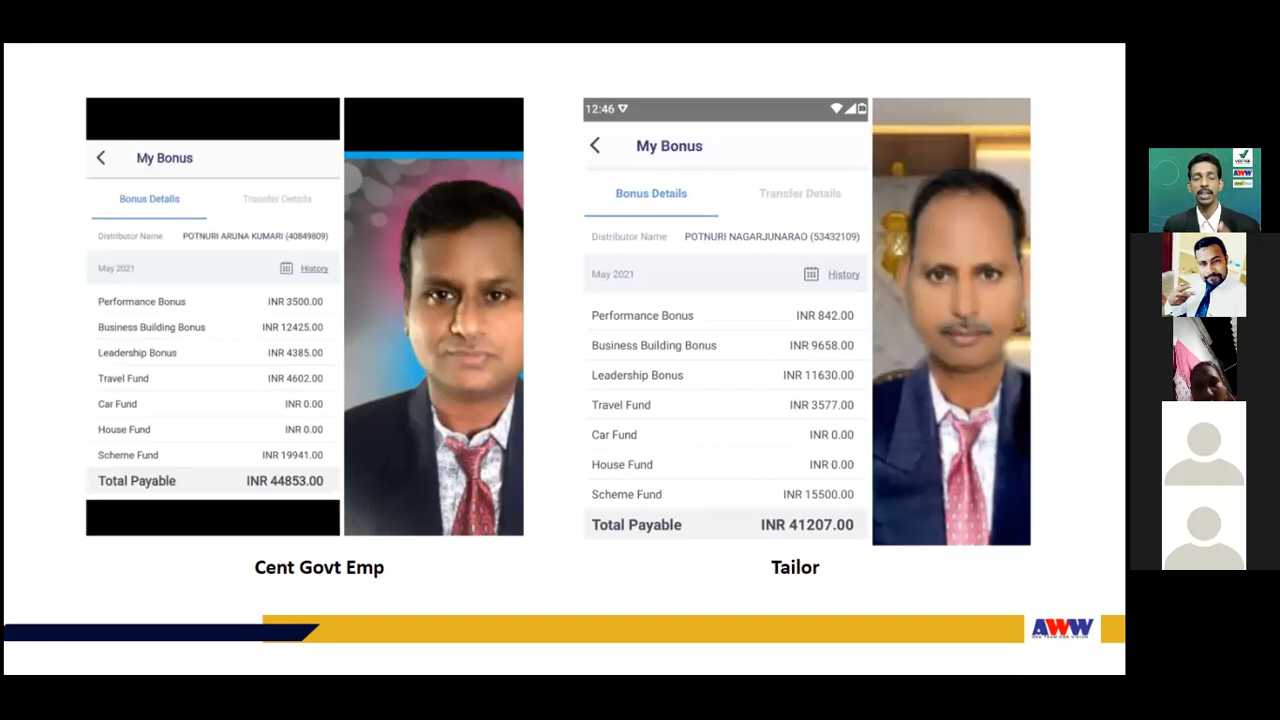 My Bonus
Bonus Details Transfer Details
Distributor Name POTNURI ARUNA KUMARI (40849809)
May 2021 History
Performance Bonus INR 3500.00
Business Building Bonus INR 12425.00
Leadership Bonus INR 4385.00
Travel Fund INR 4602.00
Car Fund INR 0.00
House Fund INR 0.00
Scheme Fund INR 19941.00
Total Payable INR 44853.00
Cent Govt Emp
12:46
My Bonus
Bonus Details Transfer Details
Distributor Name POTNURI NAGARJUNARAO (53432109)
May 2021 History
Performance Bonus INR 842.00
Business Building Bonus INR 9658.00
Leadership Bonus INR 11630.00
Travel Fund INR 3577.00
Car Fund INR 0.00
House Fund INR 0.00
Scheme Fund INR 15500.00
Total Payable INR 41207.00
Tailor
AWW
ONE TEAM ONE VISION
AWW